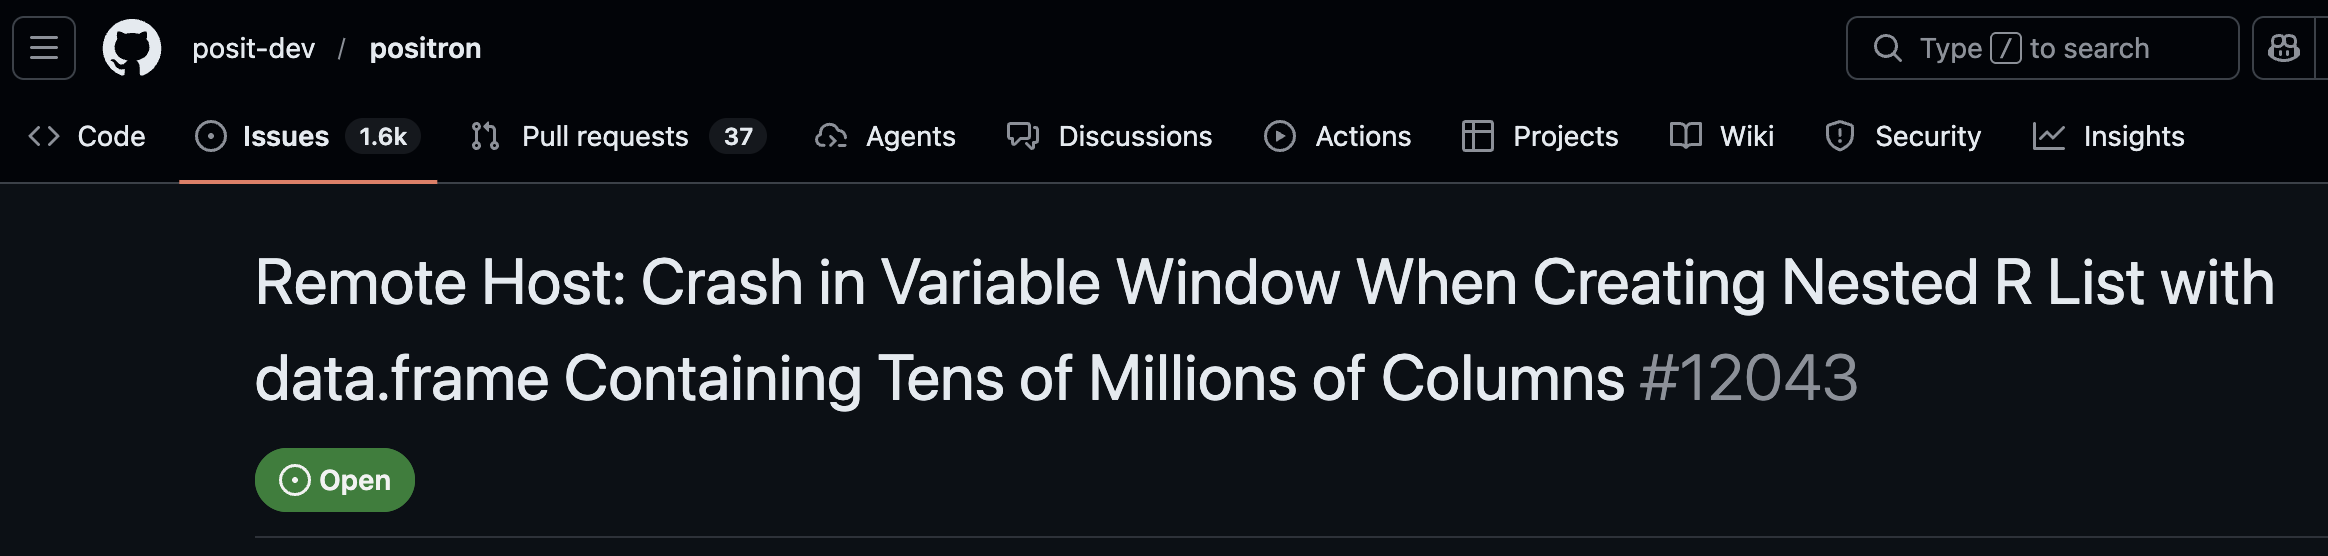 posit-dev / positron
Type / to search
Code Issues 1.6k Pull requests 37 Agents Discussions Actions Projects Wiki Security Insights
Remote Host: Crash in Variable Window When Creating Nested R List with
data.frame Containing Tens of Millions of Columns #12043
Open